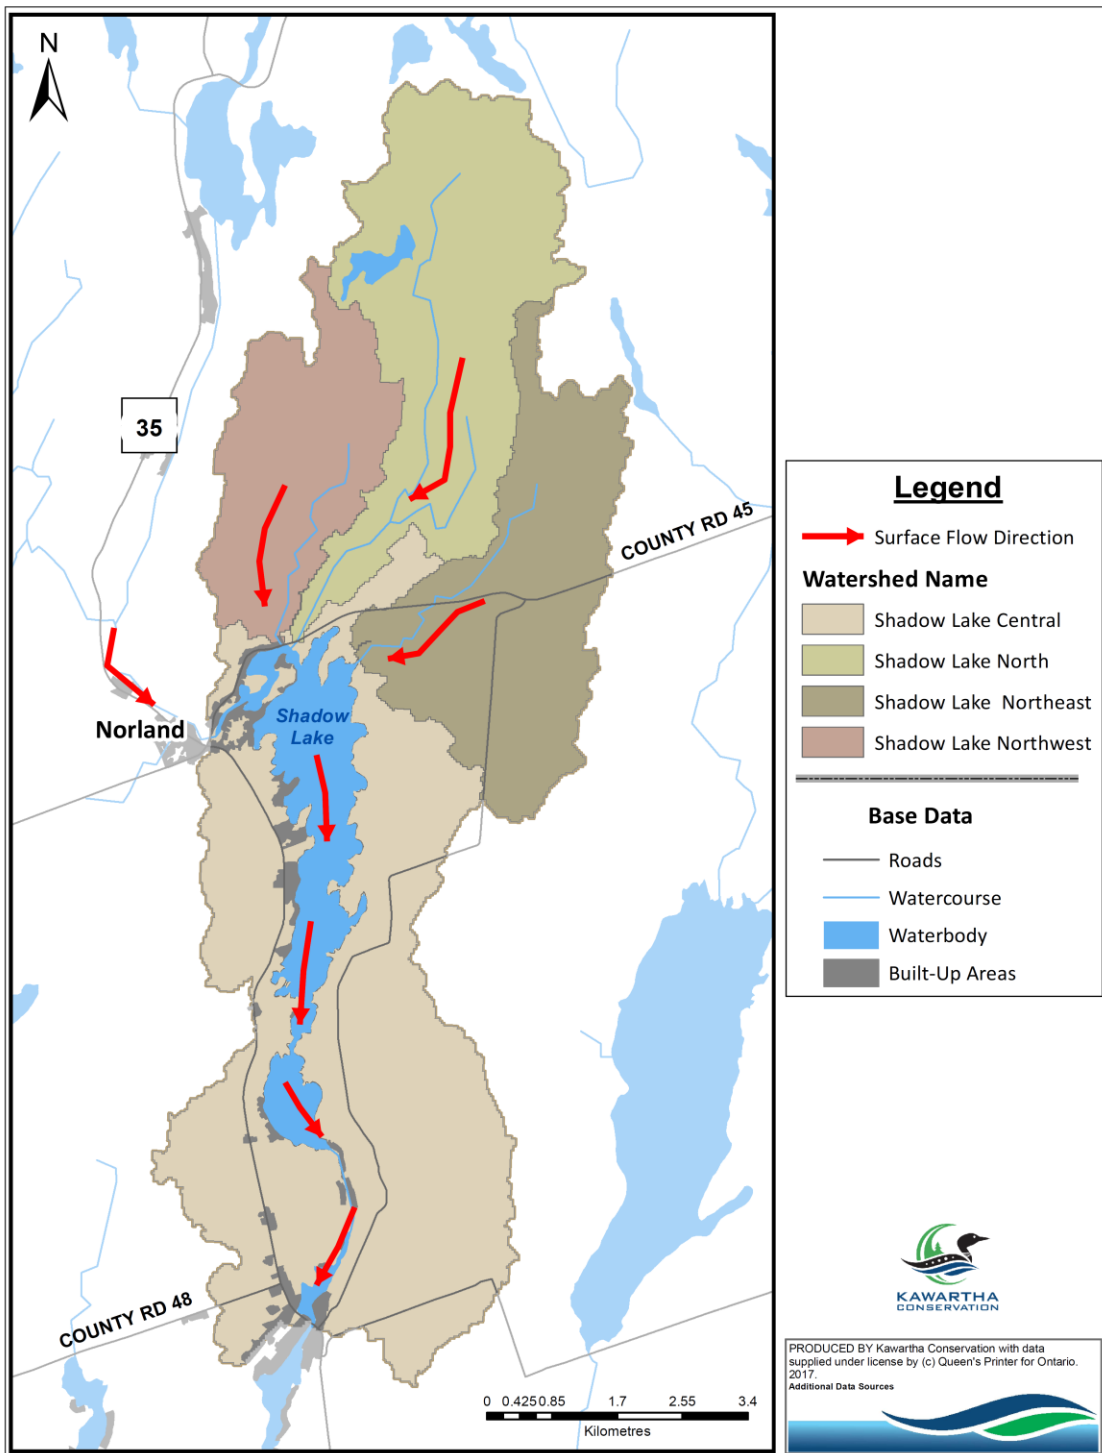 N
35
COUNTY RD 45
Norland
Shadow
Lake
COUNTY RD 48
0 0.425 0.85 1.7 2.55 3.4
Kilometres
Legend
Surface Flow Direction
Watershed Name
Shadow Lake Central
Shadow Lake North
Shadow Lake  Northeast
Shadow Lake Northwest
Base Data
Roads
Watercourse
Waterbody
Built-Up Areas
KAWARTHA
CONSERVATION
PRODUCED BY Kawartha Conservation with data
supplied under license by (c) Queen's Printer for Ontario.
2017.
Additional Data Sources